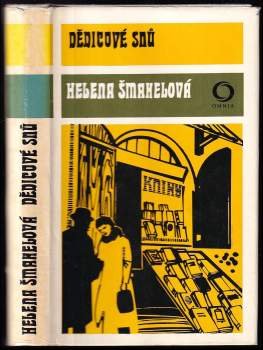 DĚDICOVÉ SNŮ
HELENA ŠMAHELOVÁ
OMNIA
KNIHY
HELENA ŠMAHELOVÁ DĚDICOVÉ SNŮ